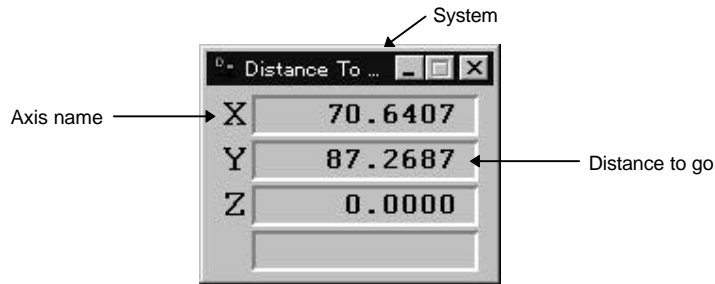 System
D- Distance To ...
Axis name
X 70.6407
Y 87.2687
Distance to go
Z 0.0000